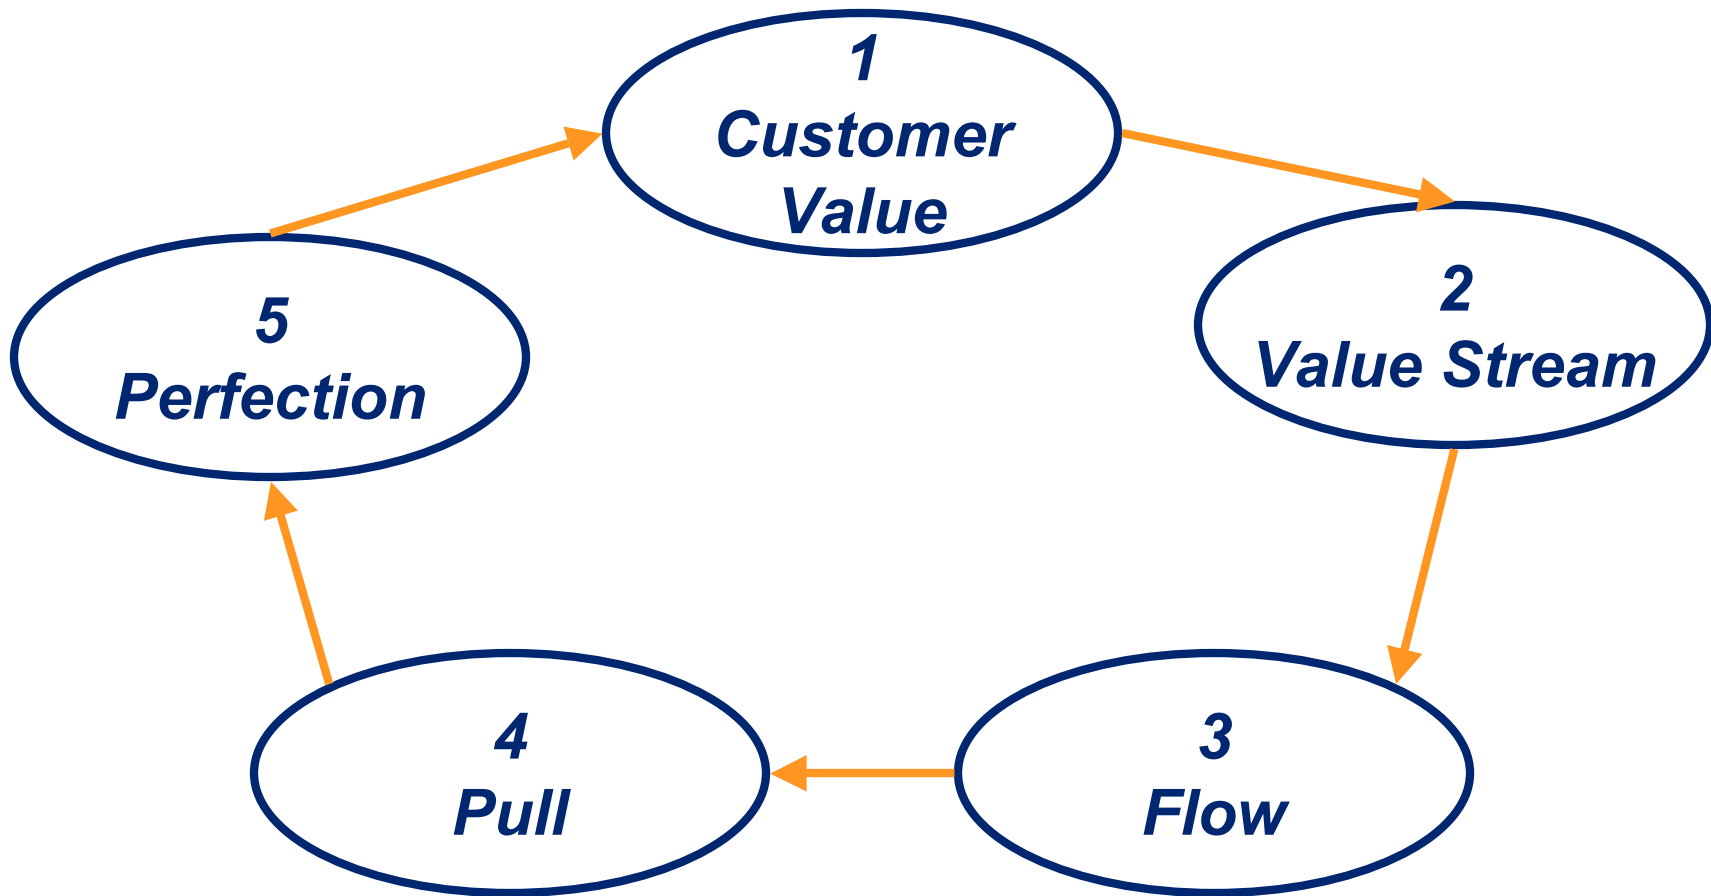 1
Customer
Value
2
Value Stream
3
Flow
4
Pull
5
Perfection